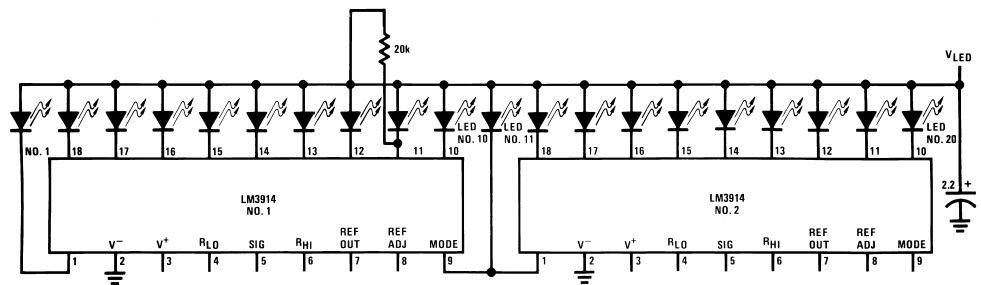 20k
V LED
NO. 1
LED NO. 10
LED NO. 11
LED NO. 20
18 17 16 15 14 13 12 11 10
18 17 16 15 14 13 12 11 10
2.2 +
LM3914 NO. 1
LM3914 NO. 2
V− V+ RLO SIG RHI REF OUT REF ADJ MODE
V− V+ RLO SIG RHI REF OUT REF ADJ MODE
1 2 3 4 5 6 7 8 9
1 2 3 4 5 6 7 8 9